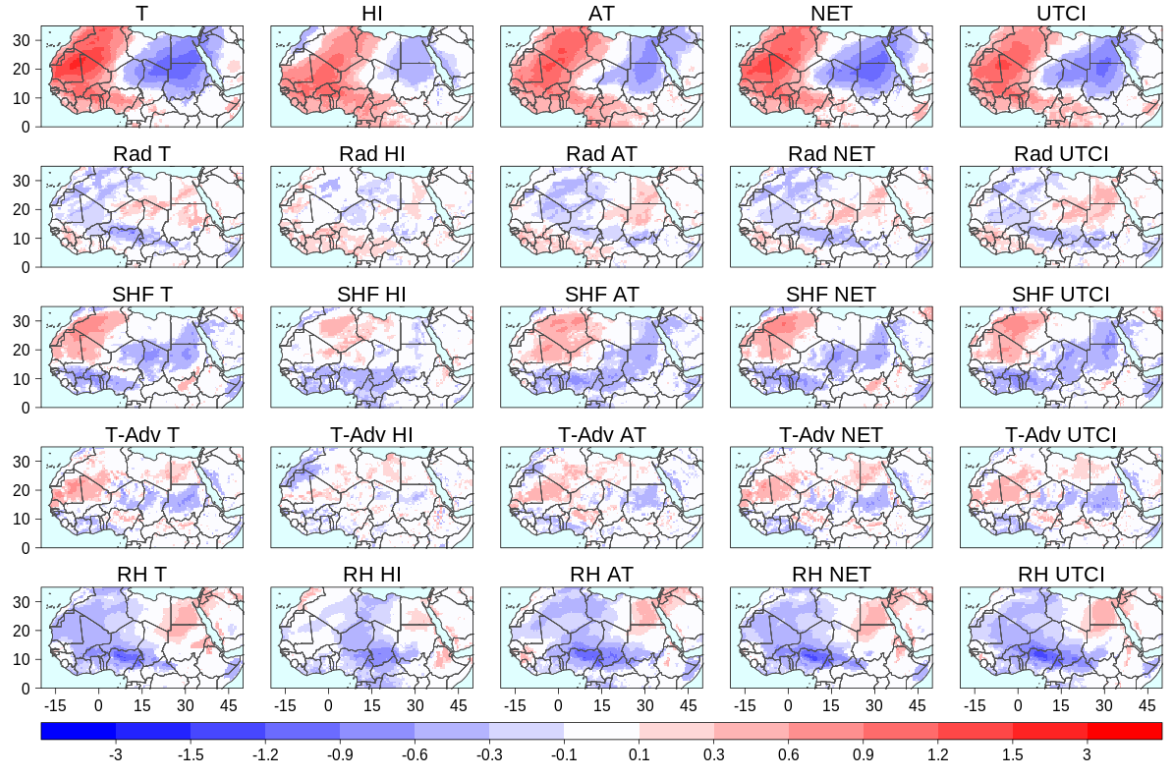 T HI AT NET UTCI
30
20
10
0
Rad T Rad HI Rad AT Rad NET Rad UTCI
30
20
10
0
SHF T SHF HI SHF AT SHF NET SHF UTCI
30
20
10
0
T-Adv T T-Adv HI T-Adv AT T-Adv NET T-Adv UTCI
30
20
10
0
RH T RH HI RH AT RH NET RH UTCI
30
20
10
0
-15 0 15 30 45 -15 0 15 30 45 -15 0 15 30 45 -15 0 15 30 45 -15 0 15 30 45
-3 -1.5 -1.2 -0.9 -0.6 -0.3 -0.1 0.1 0.3 0.6 0.9 1.2 1.5 3